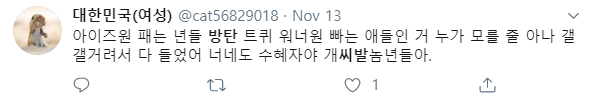 대한민국(여성) @cat56829018 · Nov 13
아이즈원 패는 년들 방탄 트퀴 워너원 빠는 애들인 거 누가 모를 줄 아나 갤
갤거려서 다 들었어 너네도 수혜자야 개씨발놈년들아.
1